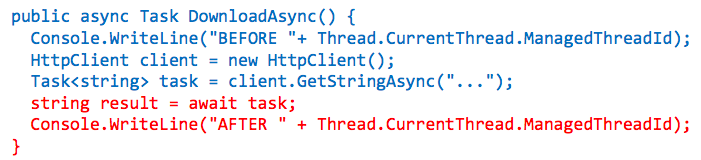 public async Task DownloadAsync() {
Console.WriteLine("BEFORE "+ Thread.CurrentThread.ManagedThreadId);
HttpClient client = new HttpClient();
Task<string> task = client.GetStringAsync("...");
string result = await task;
Console.WriteLine("AFTER " + Thread.CurrentThread.ManagedThreadId);
}